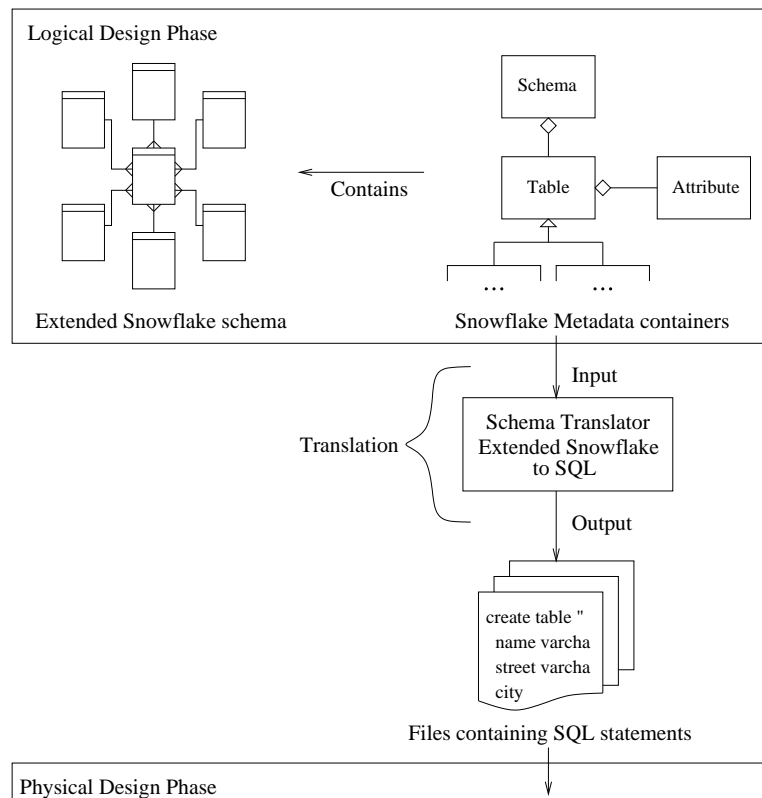 Logical Design Phase
Schema
Table
Attribute
Contains
...
...
Extended Snowflake schema
Snowflake Metadata containers
Input
Translation
Schema Translator
Extended Snowflake
to SQL
Output
create table "
name varcha
street varcha
city
Files containing SQL statements
Physical Design Phase